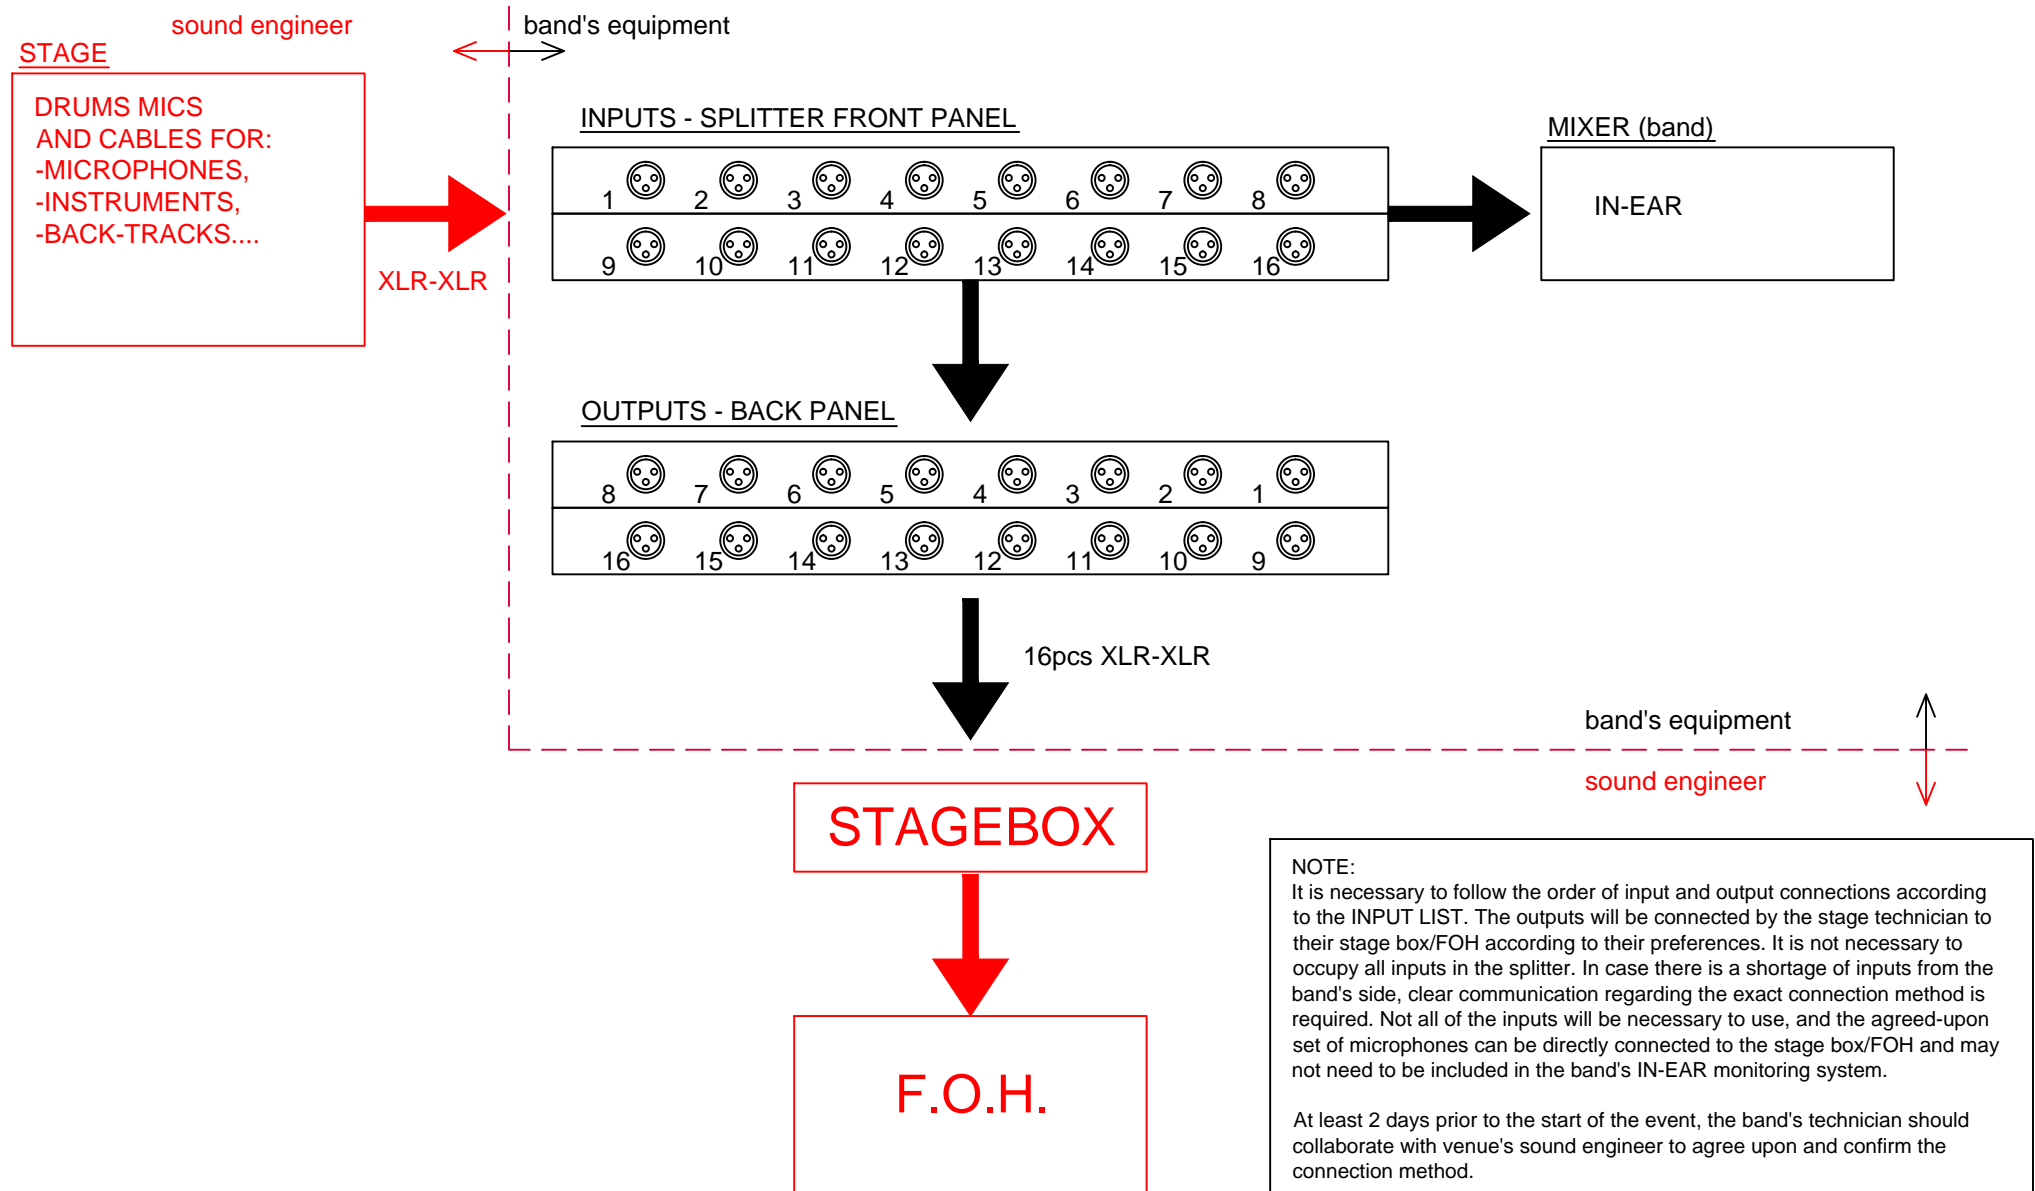 sound engineer
band's equipment
STAGE
DRUMS MICS
AND CABLES FOR:
-MICROPHONES,
-INSTRUMENTS,
-BACK-TRACKS....
XLR-XLR
INPUTS - SPLITTER FRONT PANEL
1 2 3 4 5 6 7 8
9 10 11 12 13 14 15 16
MIXER (band)
IN-EAR
OUTPUTS - BACK PANEL
8 7 6 5 4 3 2 1
16 15 14 13 12 11 10 9
16pcs XLR-XLR
band's equipment
sound engineer
STAGEBOX
F.O.H.
NOTE:
It is necessary to follow the order of input and output connections according
to the INPUT LIST. The outputs will be connected by the stage technician to
their stage box/FOH according to their preferences. It is not necessary to
occupy all inputs in the splitter. In case there is a shortage of inputs from the
band's side, clear communication regarding the exact connection method is
required. Not all of the inputs will be necessary to use, and the agreed-upon
set of microphones can be directly connected to the stage box/FOH and may
not need to be included in the band's IN-EAR monitoring system.
At least 2 days prior to the start of the event, the band's technician should
collaborate with venue's sound engineer to agree upon and confirm the
connection method.